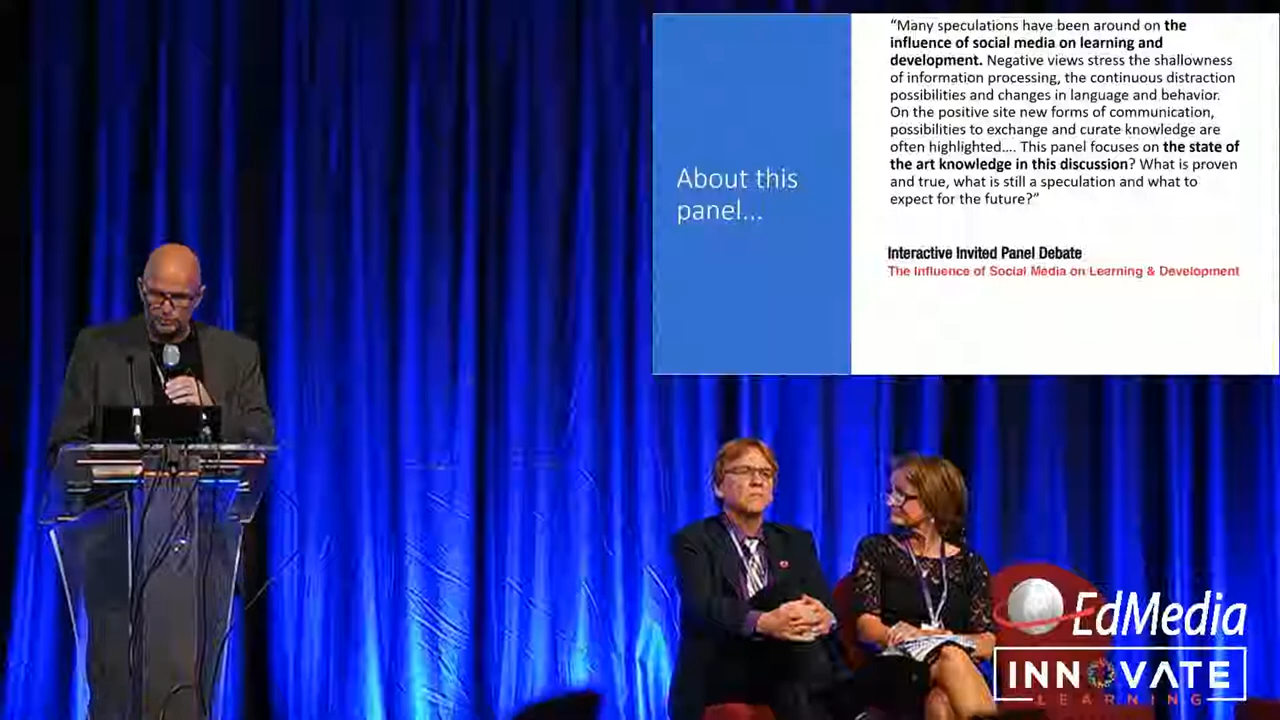 “Many speculations have been around on the
influence of social media on learning and
development. Negative views stress the shallowness
of information processing, the continuous distraction
possibilities and changes in language and behavior.
On the positive site new forms of communication,
possibilities to exchange and curate knowledge are
often highlighted.... This panel focuses on the state of
the art knowledge in this discussion? What is proven
and true, what is still a speculation and what to
expect for the future?”
About this
panel...
Interactive Invited Panel Debate
The Influence of Social Media on Learning & Development
EdMedia
INNOVATE
LEARNING